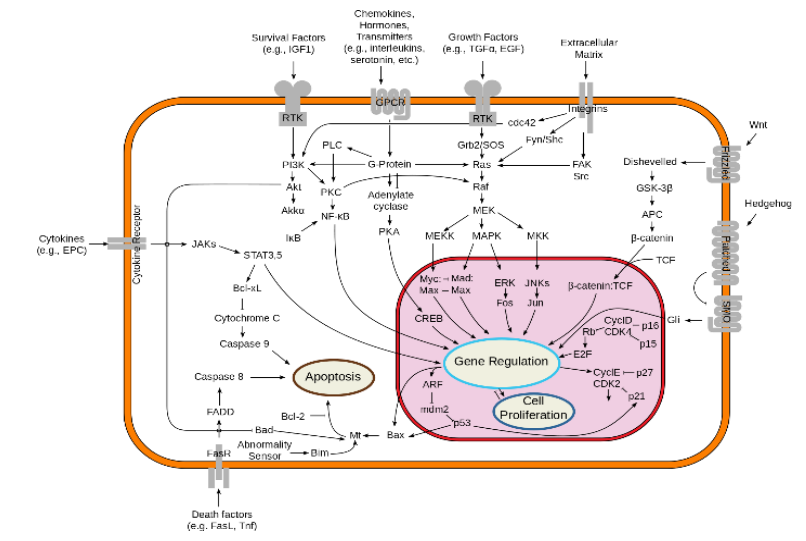 Chemokines,
Hormones,
Transmitters
(e.g., interleukins,
serotonin, etc.)
Survival Factors
(e.g., IGF1)
Growth Factors
(e.g., TGFα, EGF)
Extracellular
Matrix
RTK
GPCR
RTK
Integrins
cdc42
Fyn/Shc
Wnt
Frizzled
PLC
Grb2/SOS
PI3K
G-Protein
Ras
FAK
Src
Dishevelled
Akt
PKC
Adenylate
cyclase
Raf
GSK-3β
Akkα
NF-κB
MEK
APC
Hedgehog
IκB
PKA
MEKK
MAPK
MKK
β-catenin
Patched
Cytokines
(e.g., EPC)
Cytokine Receptor
JAKs
STAT3,5
TCF
Myc:
Mad:
Max
Max
ERK
JNKs
β-catenin:TCF
Bcl-xL
Fos
Jun
SMO
Cytochrome C
CREB
Gli
CycID
p16
Rb
CDK4
p15
Caspase 9
E2F
Gene Regulation
Caspase 8
Apoptosis
ARF
CycIE
p27
CDK2
p21
FADD
Bcl-2
mdm2
Cell
Proliferation
p53
Bad
Mt
Bax
Abnormality
Sensor
Bim
FasR
Death factors
(e.g. FasL, Tnf)